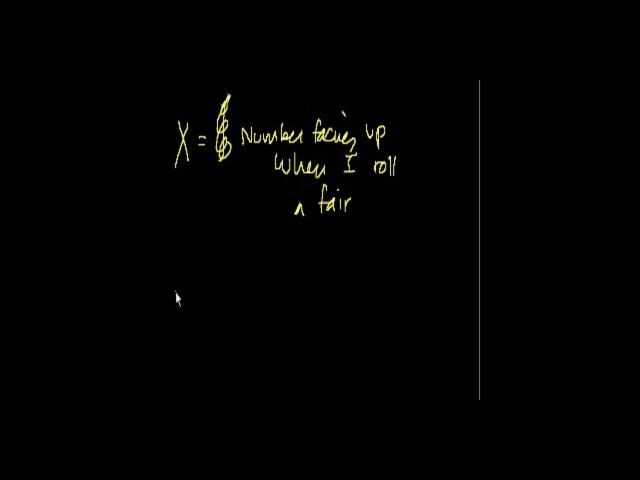 X = Number facing up
when I roll
a fair